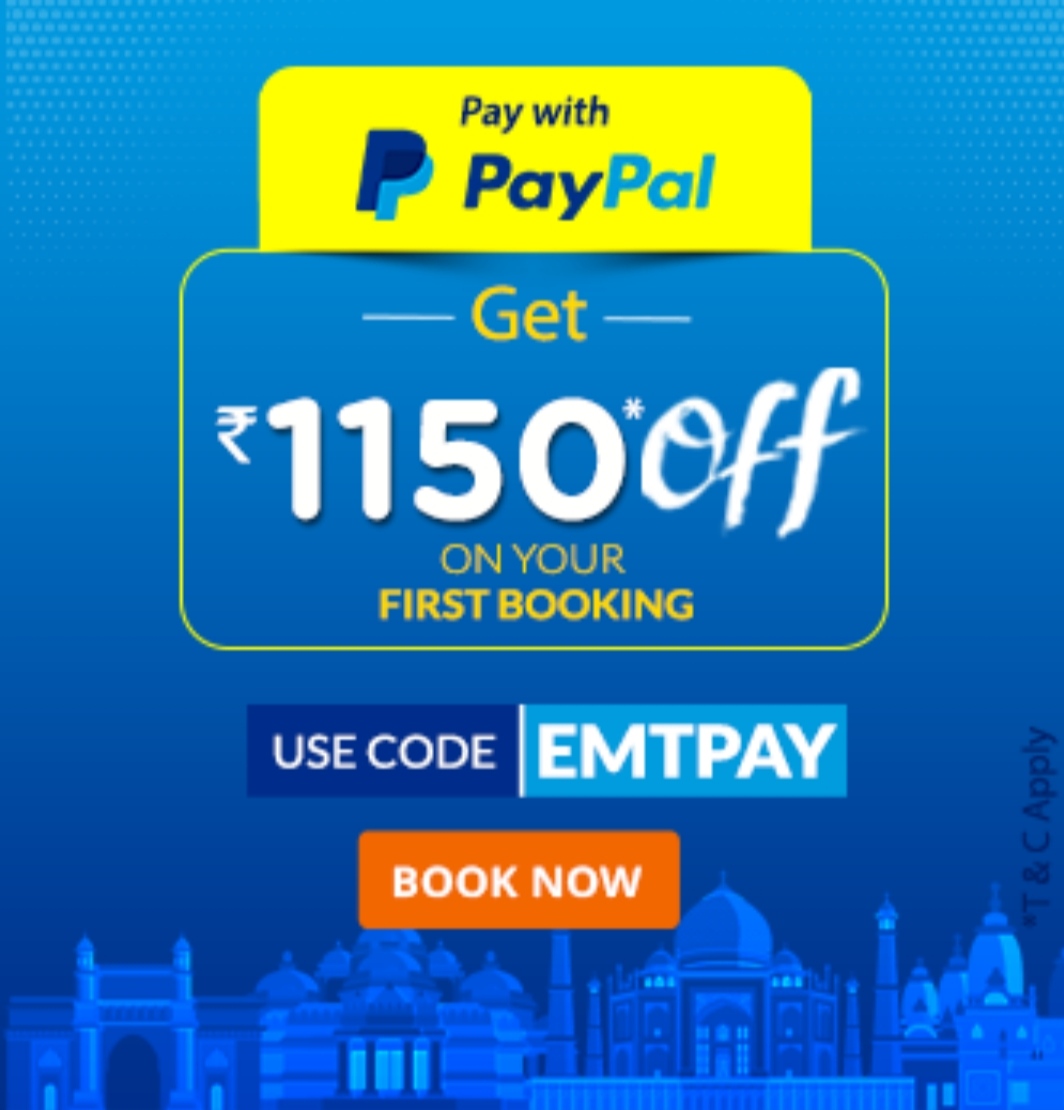 Pay with
PayPal
Get
₹1150*Off
ON YOUR
FIRST BOOKING
USE CODE EMTPAY
BOOK NOW
*T & C Apply